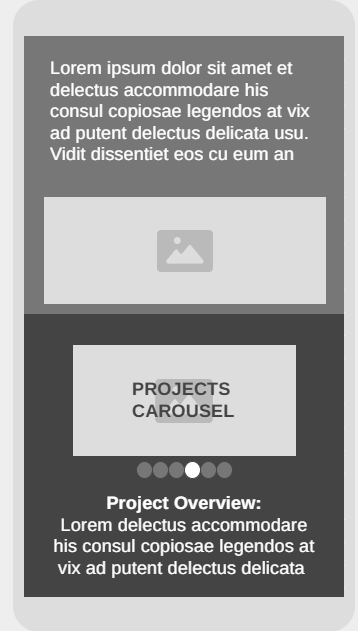 Lorem ipsum dolor sit amet et
delectus accommodare his
consul copiosae legendos at vix
ad putent delectus delicata usu.
Vidit dissentiet eos cu eum an
PROJECTS
CAROUSEL
Project Overview:
Lorem delectus accommodare
his consul copiosae legendos at
vix ad putent delectus delicata